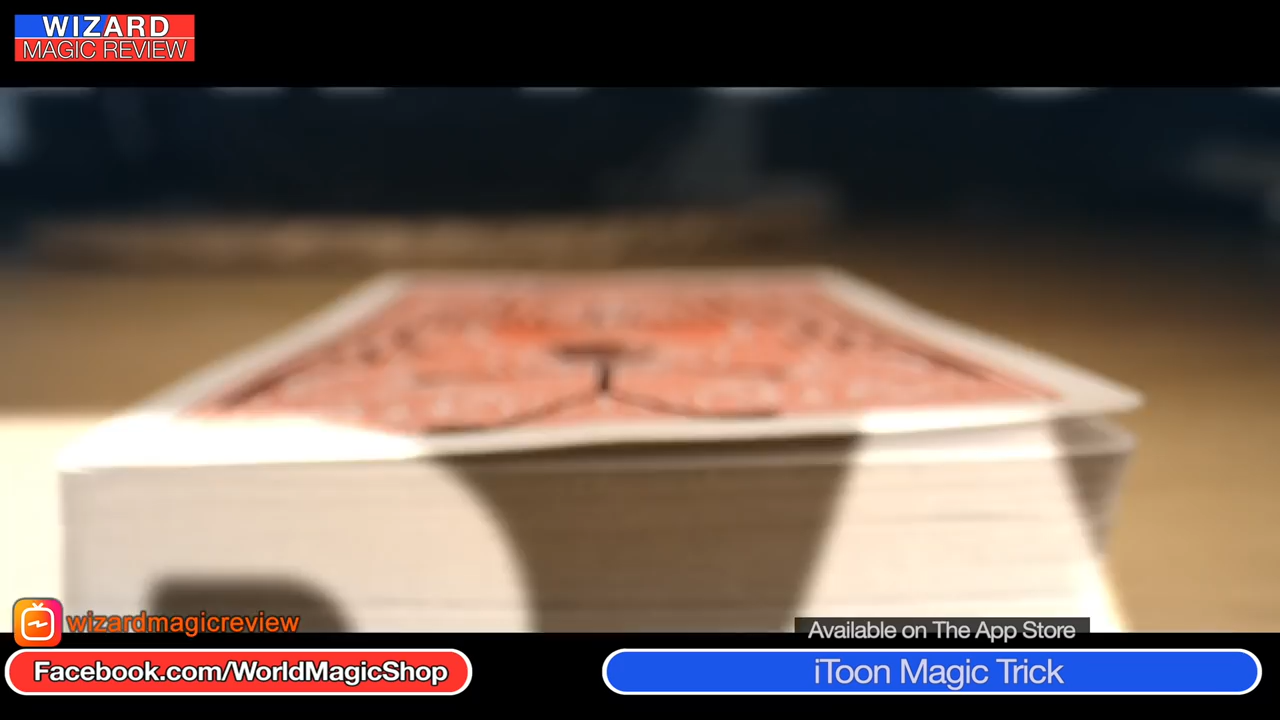 WIZARD
MAGIC REVIEW
wizardmagicreview
Available on The App Store
Facebook.com/WorldMagicShop
iToon Magic Trick